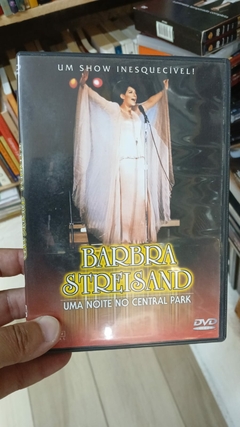 UM SHOW INESQUECÍVEL!
BARBRA
STREISAND
UMA NOITE NO CENTRAL PARK
DVD